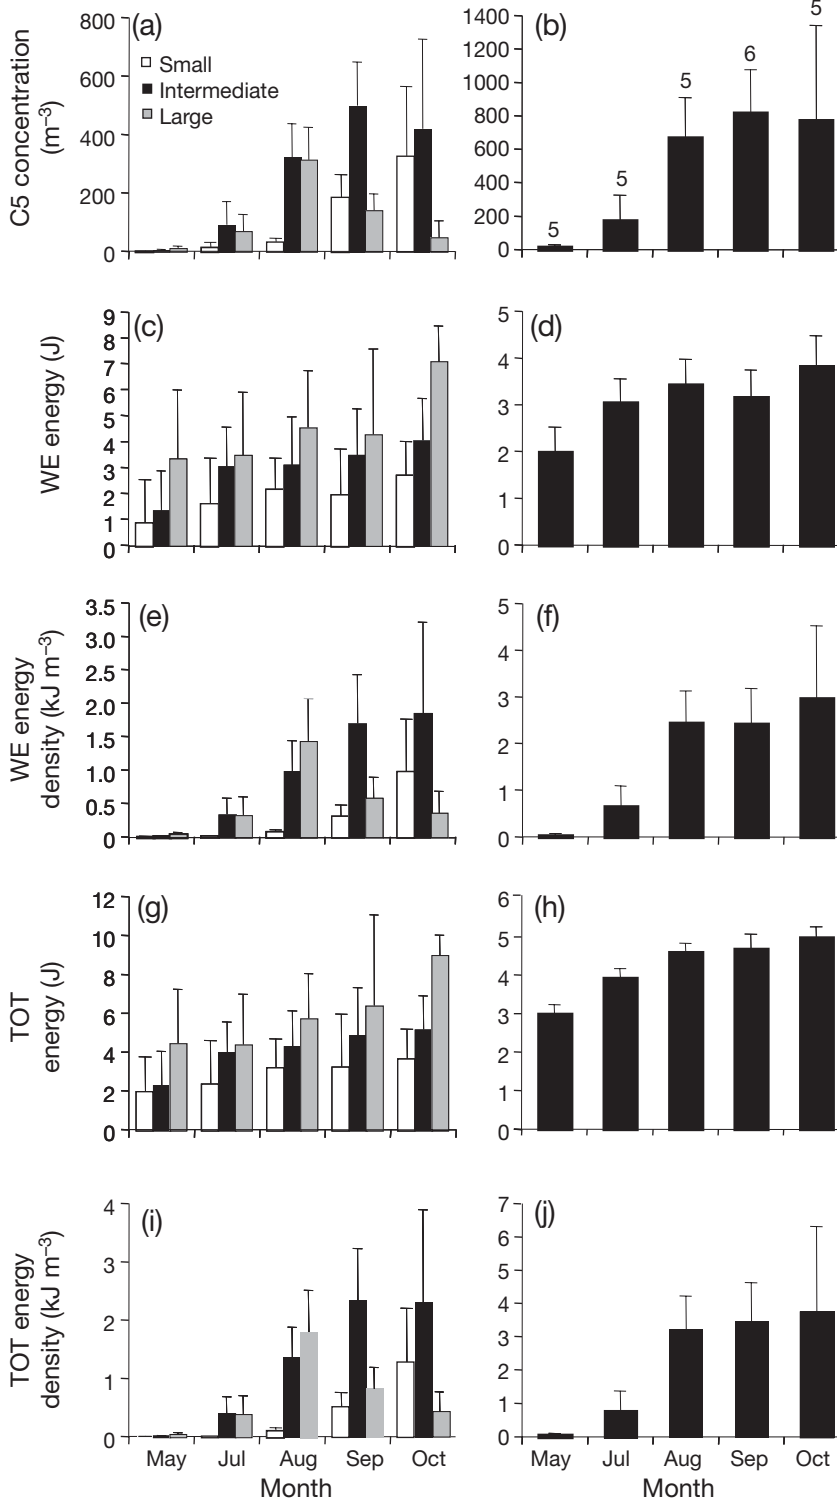 (a)
Small
Intermediate
Large
C5 concentration
(m⁻³)
800
600
400
200
0
(b)
1400
1200
1000
800
600
400
200
0
5
5
5
6
5
(c)
WE energy (J)
9
8
7
6
5
4
3
2
1
0
(d)
5
4
3
2
1
0
(e)
WE energy
density (kJ m⁻³)
3.5
3.0
2.5
2.0
1.5
1.0
0.5
0
(f)
5
4
3
2
1
0
(g)
TOT
energy (J)
12
10
8
6
4
2
0
(h)
6
5
4
3
2
1
0
(i)
TOT energy
density (kJ m⁻³)
4
3
2
1
0
May Jul Aug Sep Oct
Month
(j)
7
6
5
4
3
2
1
0
May Jul Aug Sep Oct
Month